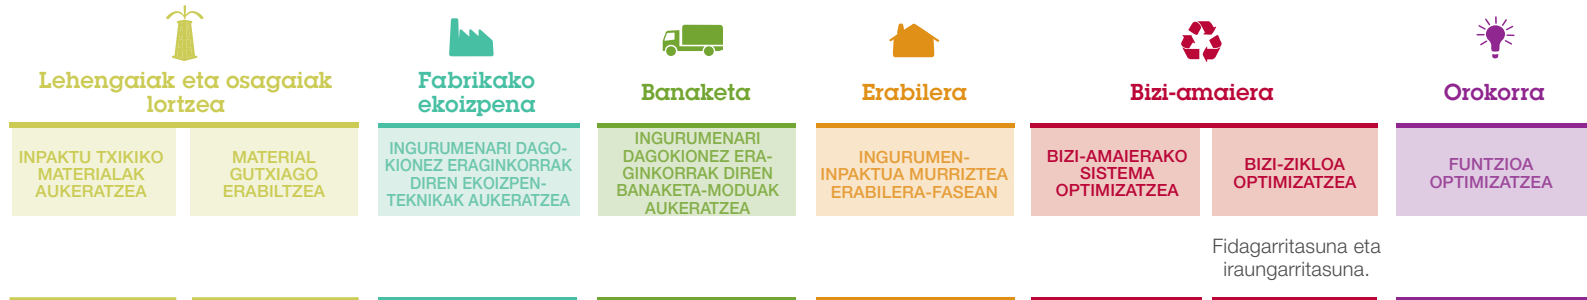 Lehengaiak eta osagaiak
lortzea
Fabrikako
ekoizpena
Banaketa
Erabilera
Bizi-amaiera
Orokorra
INPAKTU TXIKIKO
MATERIALAK
AUKERATZEA
MATERIAL
GUTXIAGO
ERABILTZEA
INGURUMENARI DAGO-
KIONEZ ERAGINKORRAK
DIREN EKOIZPEN-
TEKNIKAK AUKERATZEA
INGURUMENARI
DAGOKIONEZ ERA-
GINKORRAK DIREN
BANAKETA-MODUAK
AUKERATZEA
INGURUMEN-
INPAKTUA MURRIZTEA
ERABILERA-FASEAN
BIZI-AMAIERAKO
SISTEMA
OPTIMIZATZEA
BIZI-ZIKLOA
OPTIMIZATZEA
FUNTZIOA
OPTIMIZATZEA
Fidagarritasuna eta
iraungarritasuna.